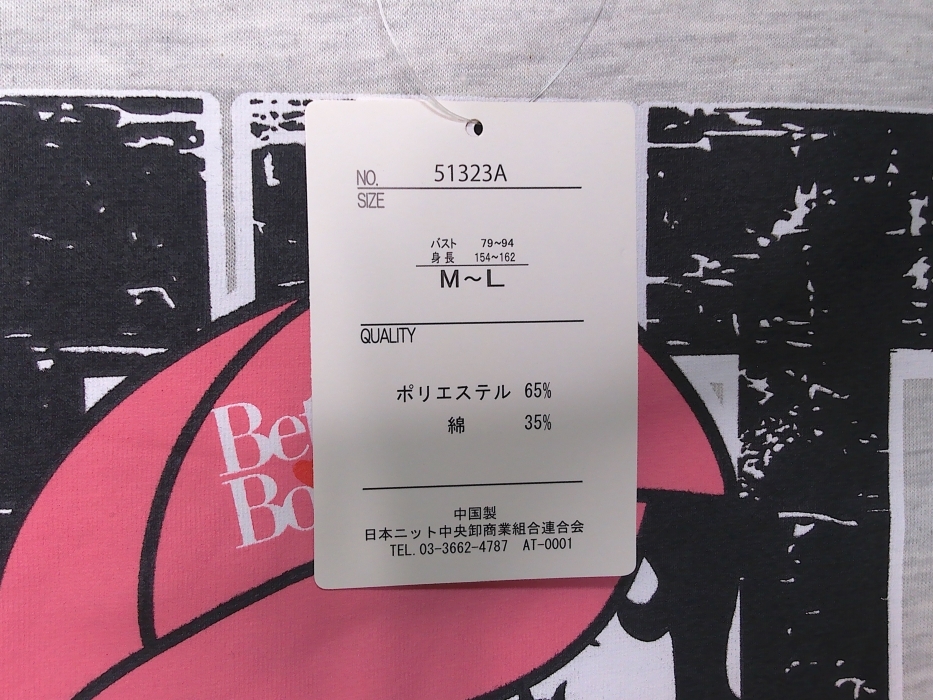 NO. 51323A
SIZE
バスト 79~94
身長 154~162
M~L
QUALITY
ポリエステル 65%
綿 35%
中国製
日本ニット中央卸商業組合連合会
TEL. 03-3662-4787 AT-0001